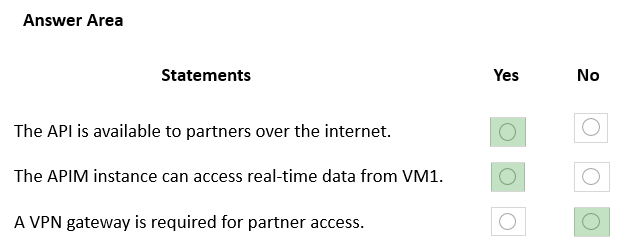 Answer Area
Statements Yes No
The API is available to partners over the internet.
The APIM instance can access real-time data from VM1.
A VPN gateway is required for partner access.